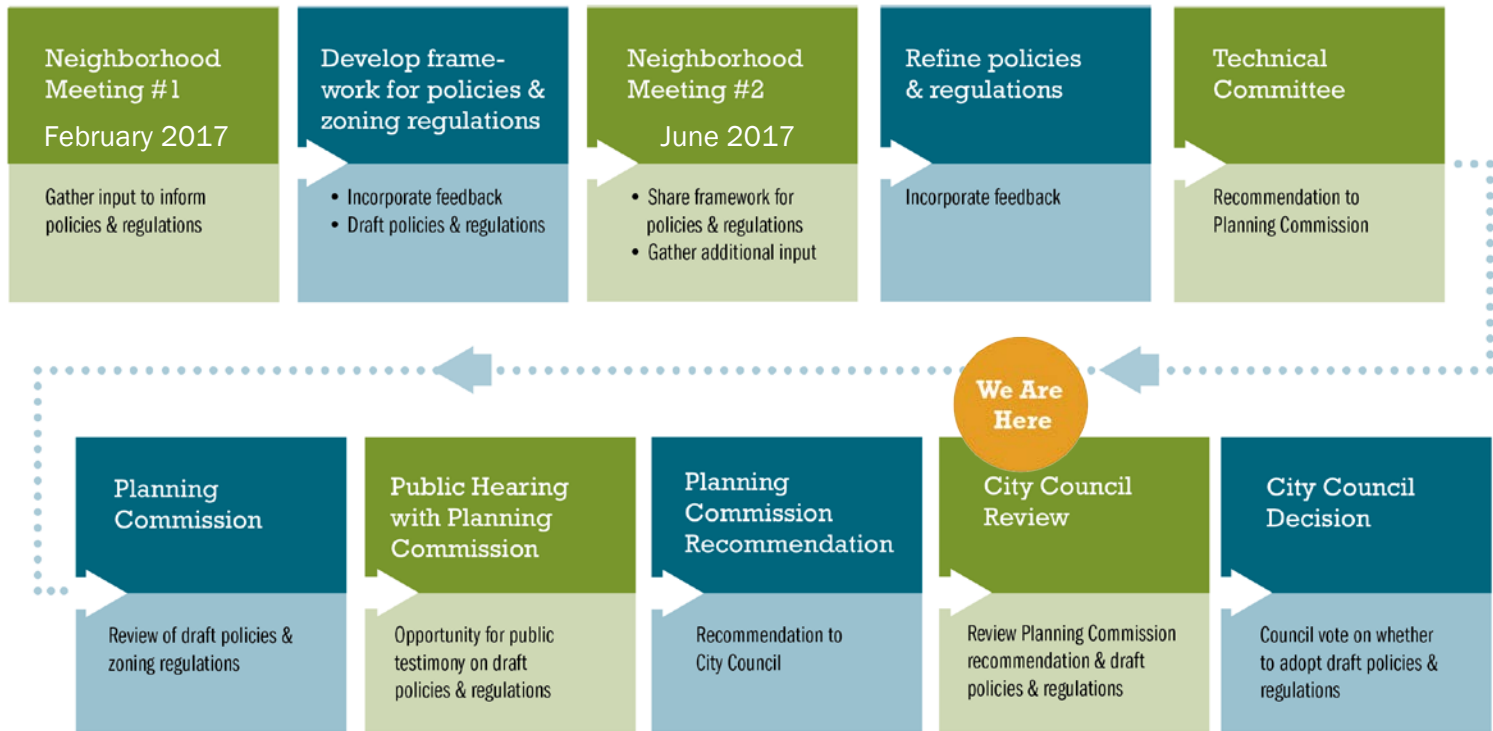 Neighborhood
Meeting #1
February 2017
Gather input to inform
policies & regulations
Develop frame-
work for policies &
zoning regulations
• Incorporate feedback
• Draft policies & regulations
Neighborhood
Meeting #2
June 2017
• Share framework for
policies & regulations
• Gather additional input
Refine policies
& regulations
Incorporate feedback
Technical
Committee
Recommendation to
Planning Commission
We Are
Here
Planning
Commission
Review of draft policies &
zoning regulations
Public Hearing
with Planning
Commission
Opportunity for public
testimony on draft
policies & regulations
Planning
Commission
Recommendation
Recommendation to
City Council
City Council
Review
Review Planning Commission
recommendation & draft
policies & regulations
City Council
Decision
Council vote on whether
to adopt draft policies &
regulations